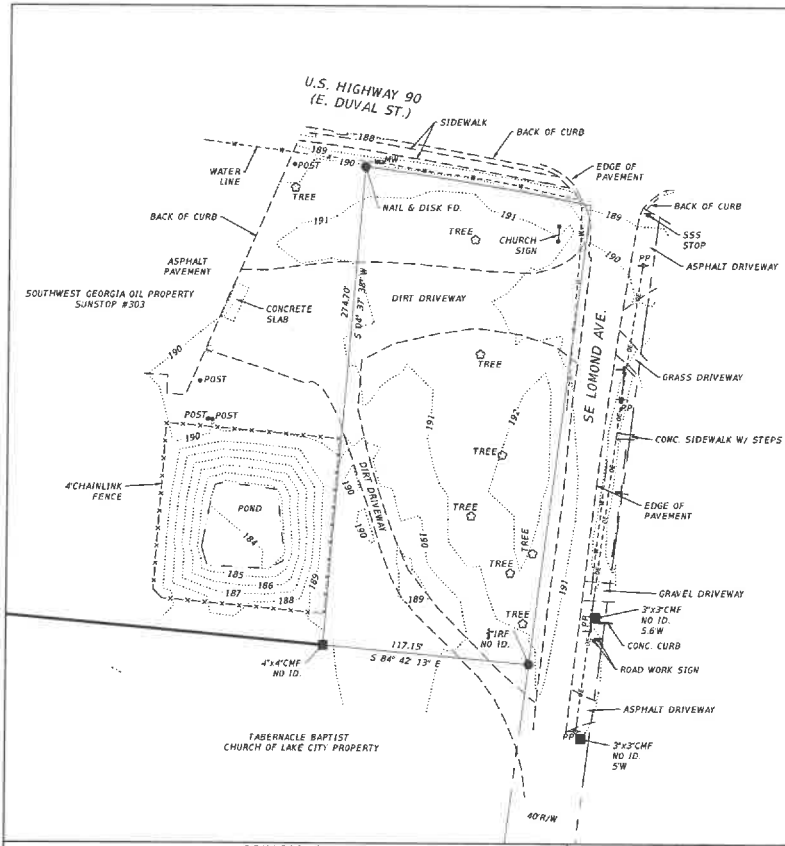 U.S. HIGHWAY 90
(E. DUVAL ST.)
SIDEWALK
BACK OF CURB
188
189
190
MW
POST
WATER
LINE
EDGE OF
PAVEMENT
TREE
NAIL & DISK FD.
BACK OF CURB
191
191
TREE
CHURCH
SIGN
189
BACK OF CURB
SSS
STOP
190
PP
ASPHALT DRIVEWAY
ASPHALT
PAVEMENT
SOUTHWEST GEORGIA OIL PROPERTY
SUNSTOP #303
CONCRETE
SLAB
274.70'
S 04° 37' 38" W
DIRT DRIVEWAY
SE LOMOND AVE.
190
TREE
GRASS DRIVEWAY
POST
191
192
PP
POST
POST
190
CONC. SIDEWALK W/ STEPS
TREE
4'CHAINLINK
FENCE
190
DIRT DRIVEWAY
EDGE OF
PAVEMENT
POND
190
TREE
190
184
TREE
185
186
187
188
189
189
TREE
191
GRAVEL DRIVEWAY
TREE
3"x3"CMF
NO ID.
5.6'W
PP
IRF
NO ID.
CONC. CURB
117.15'
S 84° 42' 13" E
4"x4"CMF
NO ID.
ROAD WORK SIGN
ASPHALT DRIVEWAY
TABERNACLE BAPTIST
CHURCH OF LAKE CITY PROPERTY
PP
3"x3"CMF
NO ID.
5'W
40'R/W